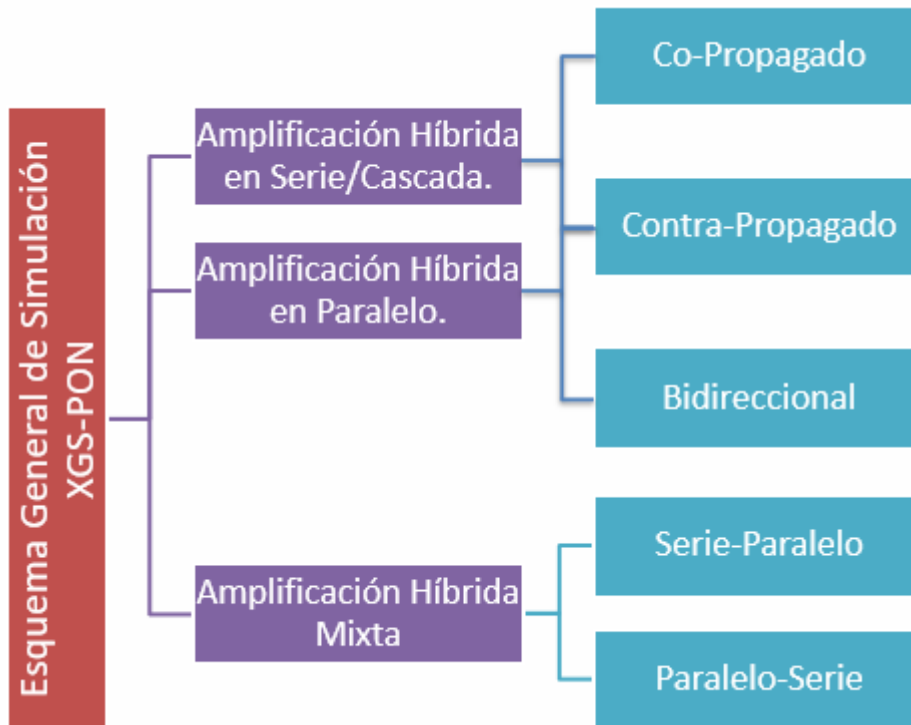 Esquema General de Simulación
XGS-PON
Amplificación Híbrida
en Serie/Cascada.
Amplificación Híbrida
en Paralelo.
Amplificación Híbrida
Mixta
Co-Propagado
Contra-Propagado
Bidireccional
Serie-Paralelo
Paralelo-Serie